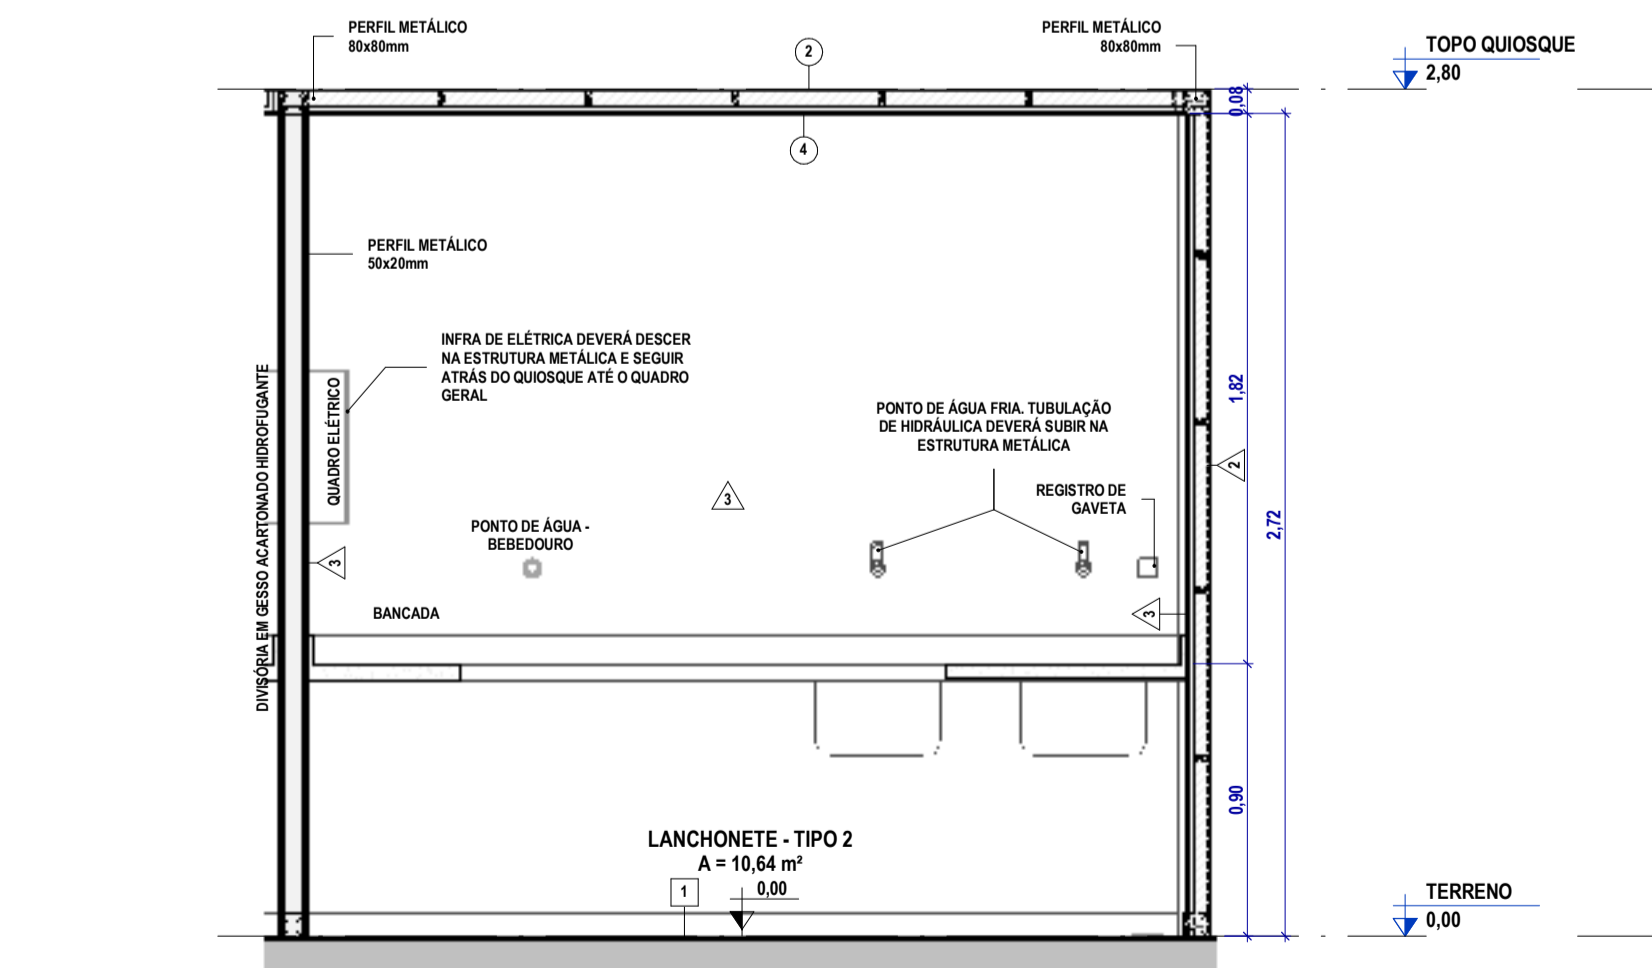 PERFIL METÁLICO
80x80mm
2
PERFIL METÁLICO
80x80mm
TOPO QUIOSQUE
2,80
0,08
4
PERFIL METÁLICO
50x20mm
INFRA DE ELÉTRICA DEVERÁ DESCER
NA ESTRUTURA METÁLICA E SEGUIR
ATRÁS DO QUIOSQUE ATÉ O QUADRO
GERAL
QUADRO ELÉTRICO
DIVISÓRIA EM GESSO ACARTONADO HIDROFUGANTE
PONTO DE ÁGUA FRIA. TUBULAÇÃO
DE HIDRÁULICA DEVERÁ SUBIR NA
ESTRUTURA METÁLICA
1,82
2
REGISTRO DE
GAVETA
3
PONTO DE ÁGUA -
BEBEDOURO
2,72
3
BANCADA
3
0,90
LANCHONETE - TIPO 2
A = 10,64 m²
0,00
1
TERRENO
0,00